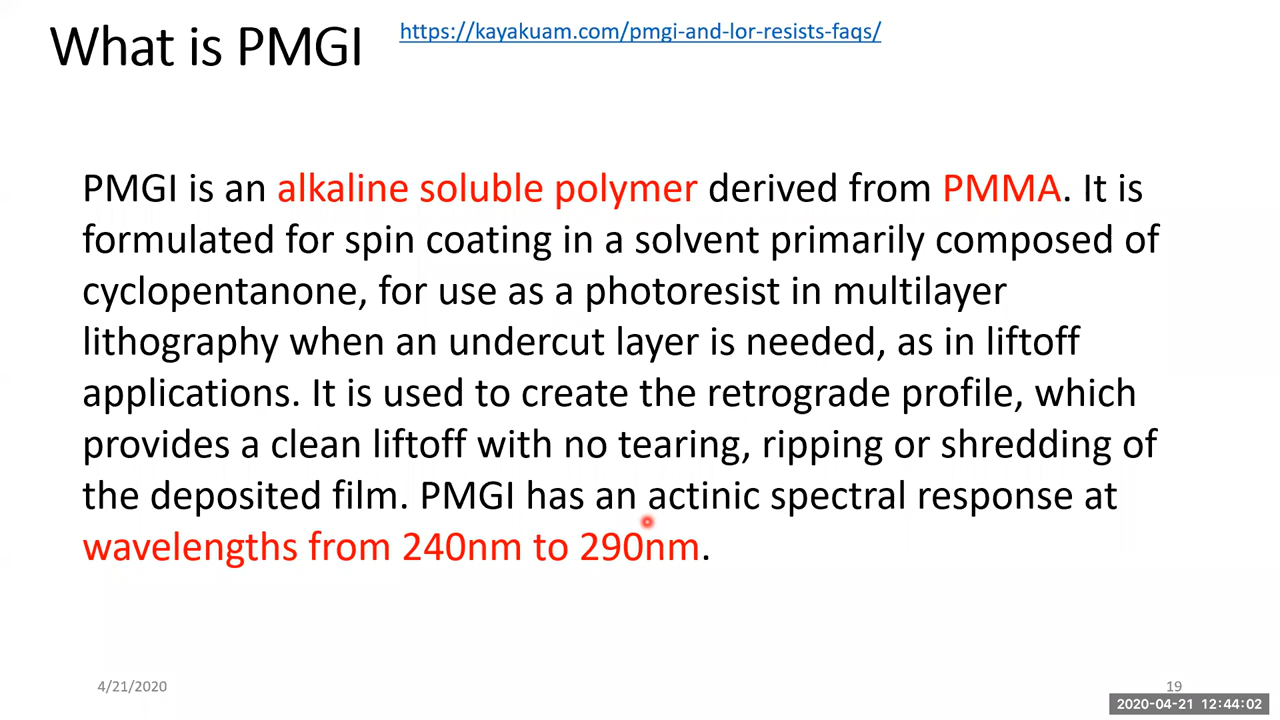 What is PMGI
https://kayakuam.com/pmgi-and-lor-resists-faqs/
PMGI is an alkaline soluble polymer derived from PMMA. It is
formulated for spin coating in a solvent primarily composed of
cyclopentanone, for use as a photoresist in multilayer
lithography when an undercut layer is needed, as in liftoff
applications. It is used to create the retrograde profile, which
provides a clean liftoff with no tearing, ripping or shredding of
the deposited film. PMGI has an actinic spectral response at
wavelengths from 240nm to 290nm.
4/21/2020
19
2020-04-21 12:44:02